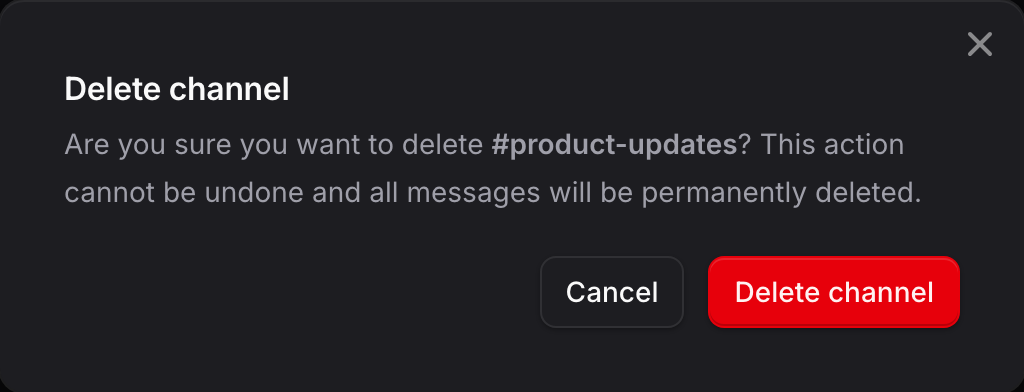 Delete channel
Are you sure you want to delete #product-updates? This action
cannot be undone and all messages will be permanently deleted.
Cancel
Delete channel